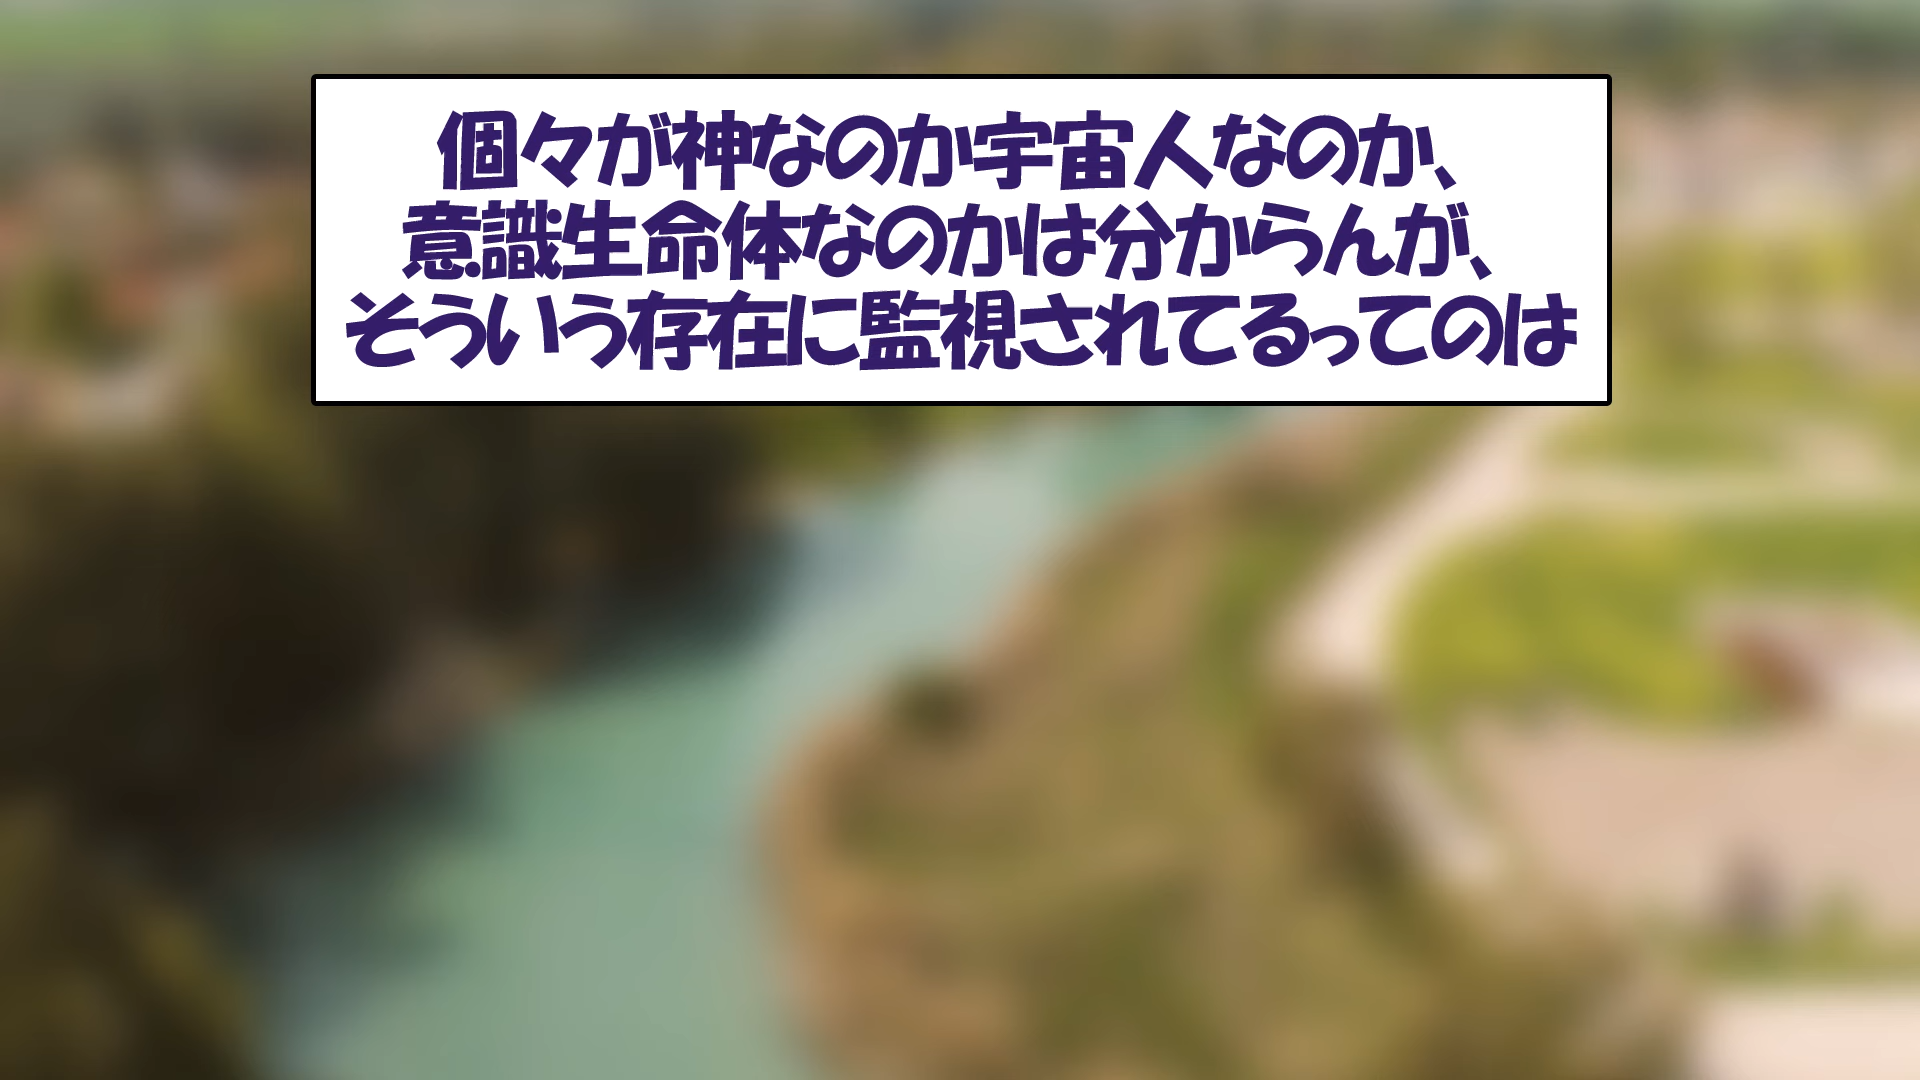 個々が神なのか宇宙人なのか、
意識生命体なのかは分からんが、
そういう存在に監視されてるってのは